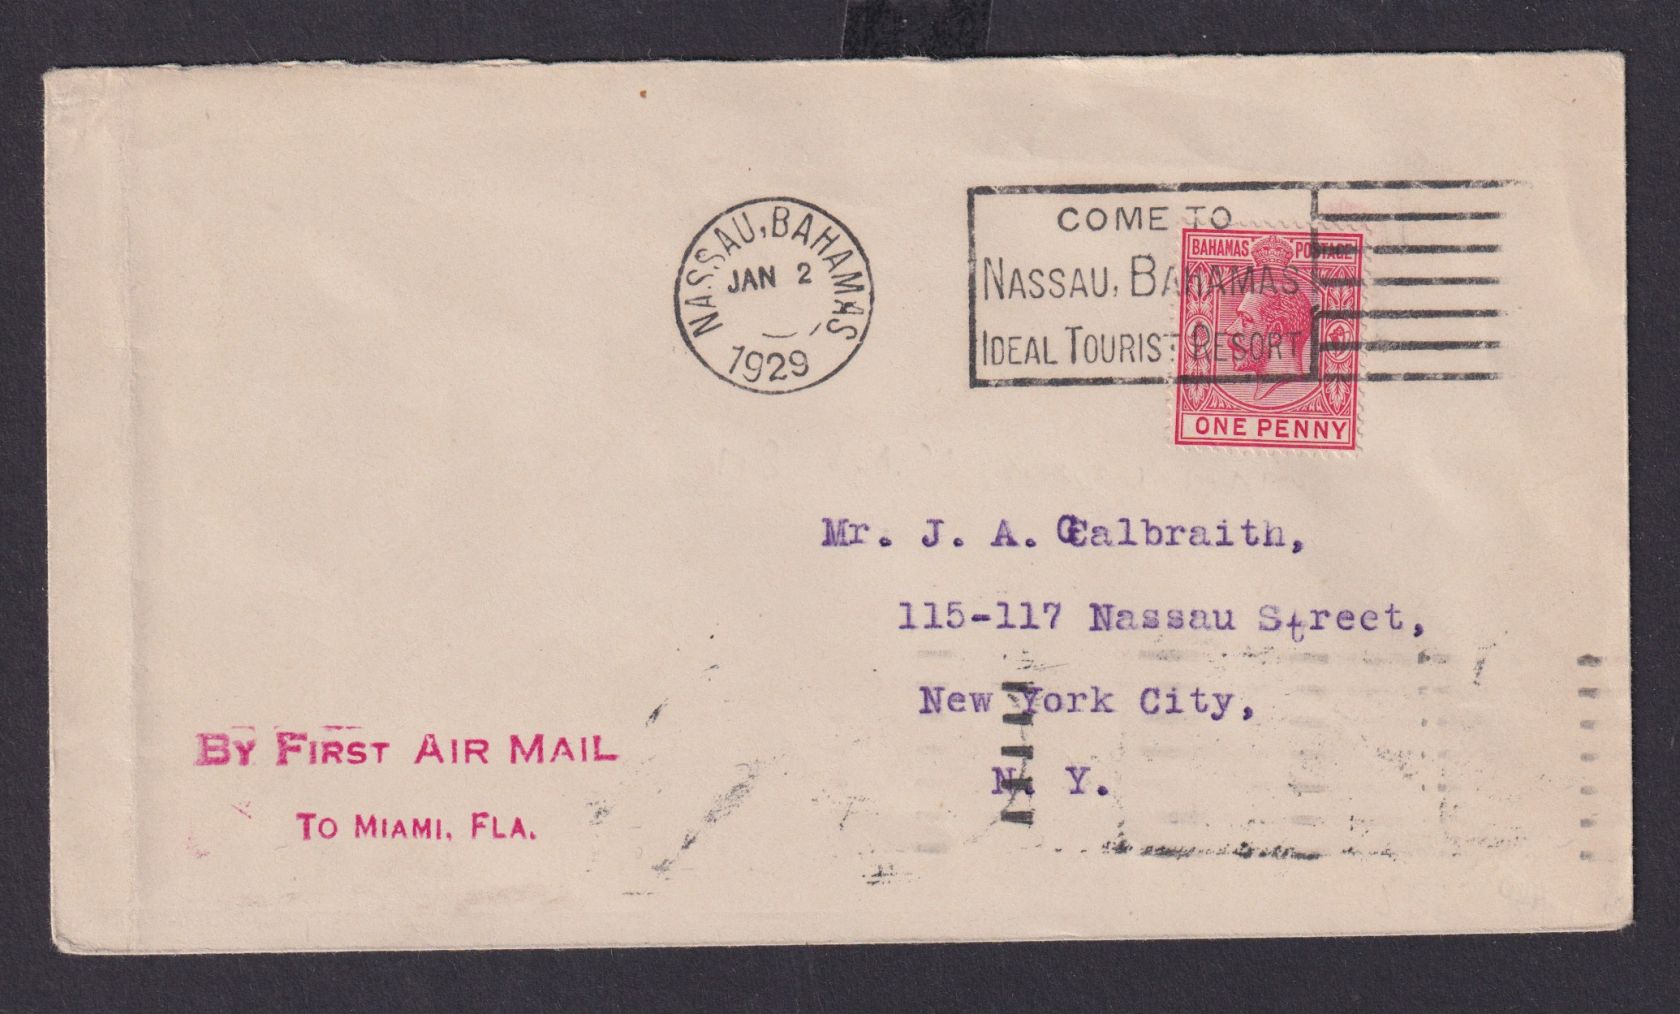 COME TO
NASSAU, BAHAMAS
IDEAL TOURIST RESORT
NASSAU, BAHAMAS
JAN 2
1929
BAHAMAS POSTAGE
ONE PENNY
Mr. J. A. Galbraith,
115-117 Nassau Street,
New York City,
N. Y.
BY FIRST AIR MAIL
TO MIAMI, FLA.